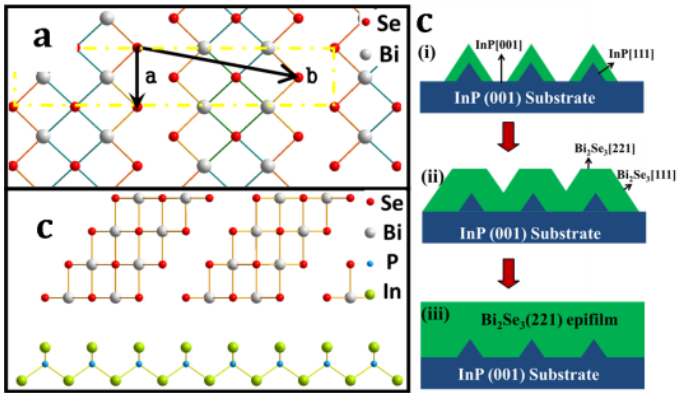 a
Se
Bi
a
b
c
Se
Bi
P
In
c
(i)
InP[001]
InP[111]
InP (001) Substrate
(ii)
Bi₂Se₃[221]
Bi₂Se₃[111]
InP (001) Substrate
(iii)
Bi₂Se₃(221) epifilm
InP (001) Substrate